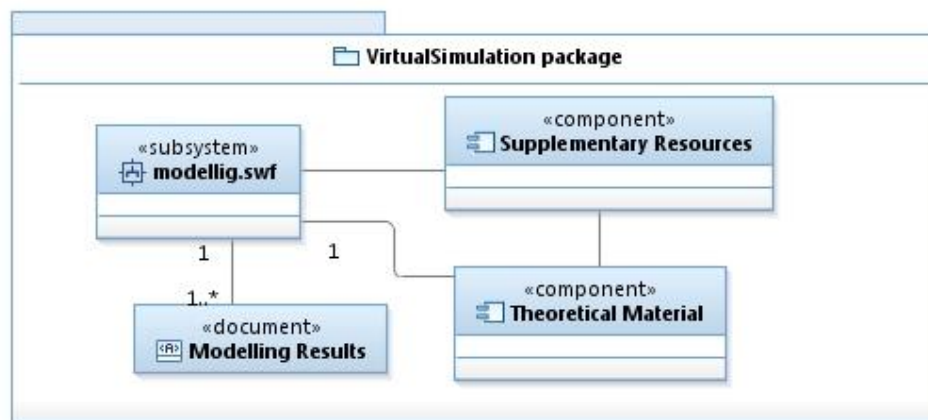 VirtualSimulation package
«component»
Supplementary Resources
«subsystem»
modellig.swf
1
1
1..*
«component»
Theoretical Material
«document»
Modelling Results